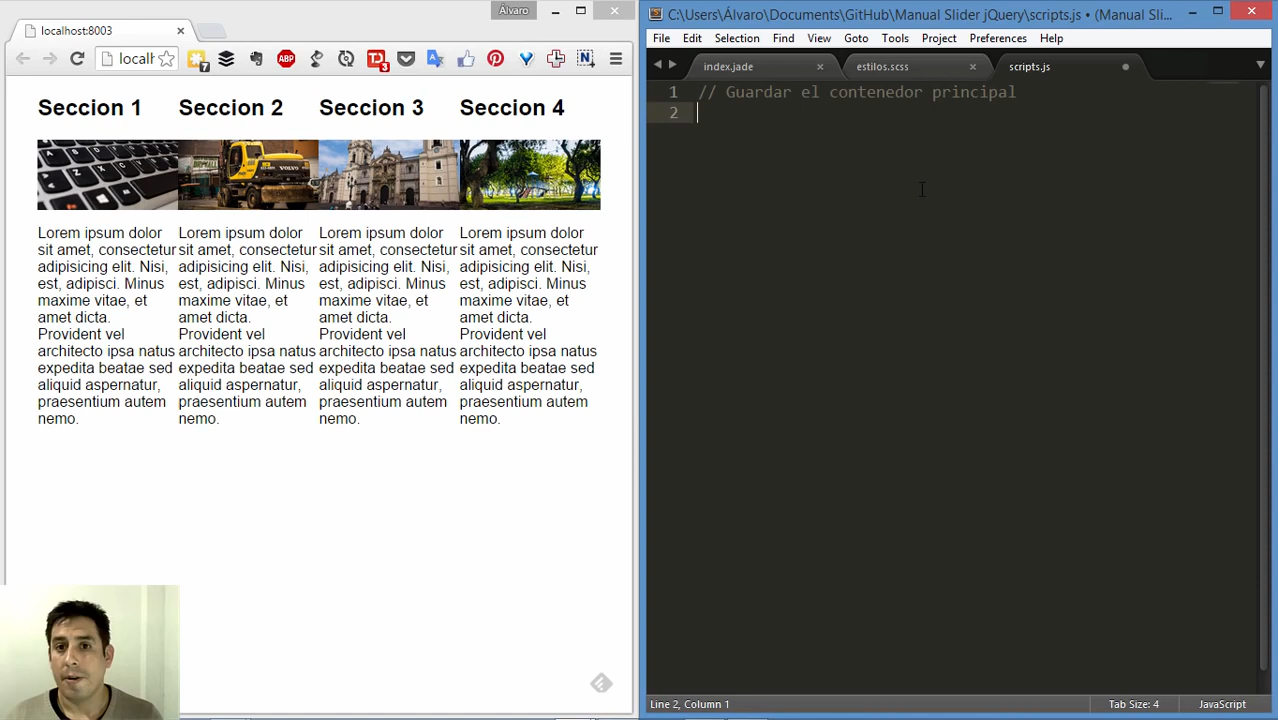 Álvaro
localhost:8003
localh
7
ABP
3
Seccion 1 Seccion 2 Seccion 3 Seccion 4
VOLVO
Lorem ipsum dolor Lorem ipsum dolor Lorem ipsum dolor Lorem ipsum dolor
sit amet, consectetur sit amet, consectetur sit amet, consectetur sit amet, consectetur
adipisicing elit. Nisi, adipisicing elit. Nisi, adipisicing elit. Nisi, adipisicing elit. Nisi,
est, adipisci. Minus est, adipisci. Minus est, adipisci. Minus est, adipisci. Minus
maxime vitae, et maxime vitae, et maxime vitae, et maxime vitae, et
amet dicta. amet dicta. amet dicta. amet dicta.
Provident vel Provident vel Provident vel Provident vel
architecto ipsa natus architecto ipsa natus architecto ipsa natus architecto ipsa natus
expedita beatae sed expedita beatae sed expedita beatae sed expedita beatae sed
aliquid aspernatur, aliquid aspernatur, aliquid aspernatur, aliquid aspernatur,
praesentium autem praesentium autem praesentium autem praesentium autem
nemo. nemo. nemo. nemo.
C:\Users\Álvaro\Documents\GitHub\Manual Slider jQuery\scripts.js • (Manual Sli...
File Edit Selection Find View Goto Tools Project Preferences Help
index.jade estilos.scss scripts.js
1 // Guardar el contenedor principal
2
Line 2, Column 1 Tab Size: 4 JavaScript